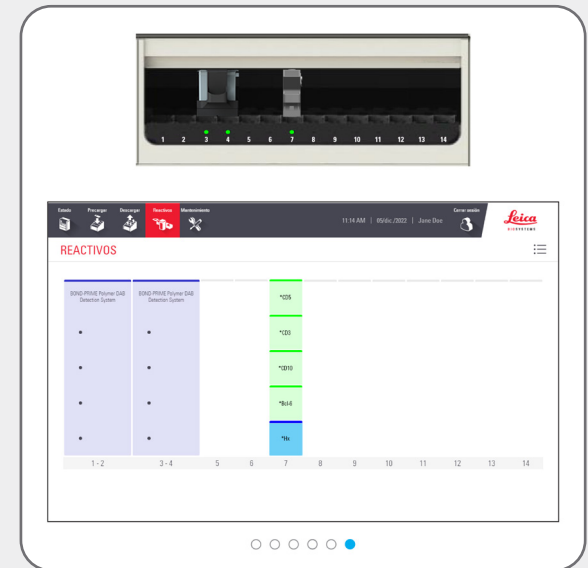 1 2 3 4 5 6 7 8 9 10 11 12 13 14
Estado Precargar Descargar Reactivos Mantenimiento
11:14 AM | 05/dic./2022 | Jane Doe
Cerrar sesión
Leica
BIOSYSTEMS
REACTIVOS
BOND-PRIME Polymer DAB
Detection System
BOND-PRIME Polymer DAB
Detection System
*CD5
*CD3
*CD10
*Bcl-6
*Hx
1 - 2 3 - 4 5 6 7 8 9 10 11 12 13 14